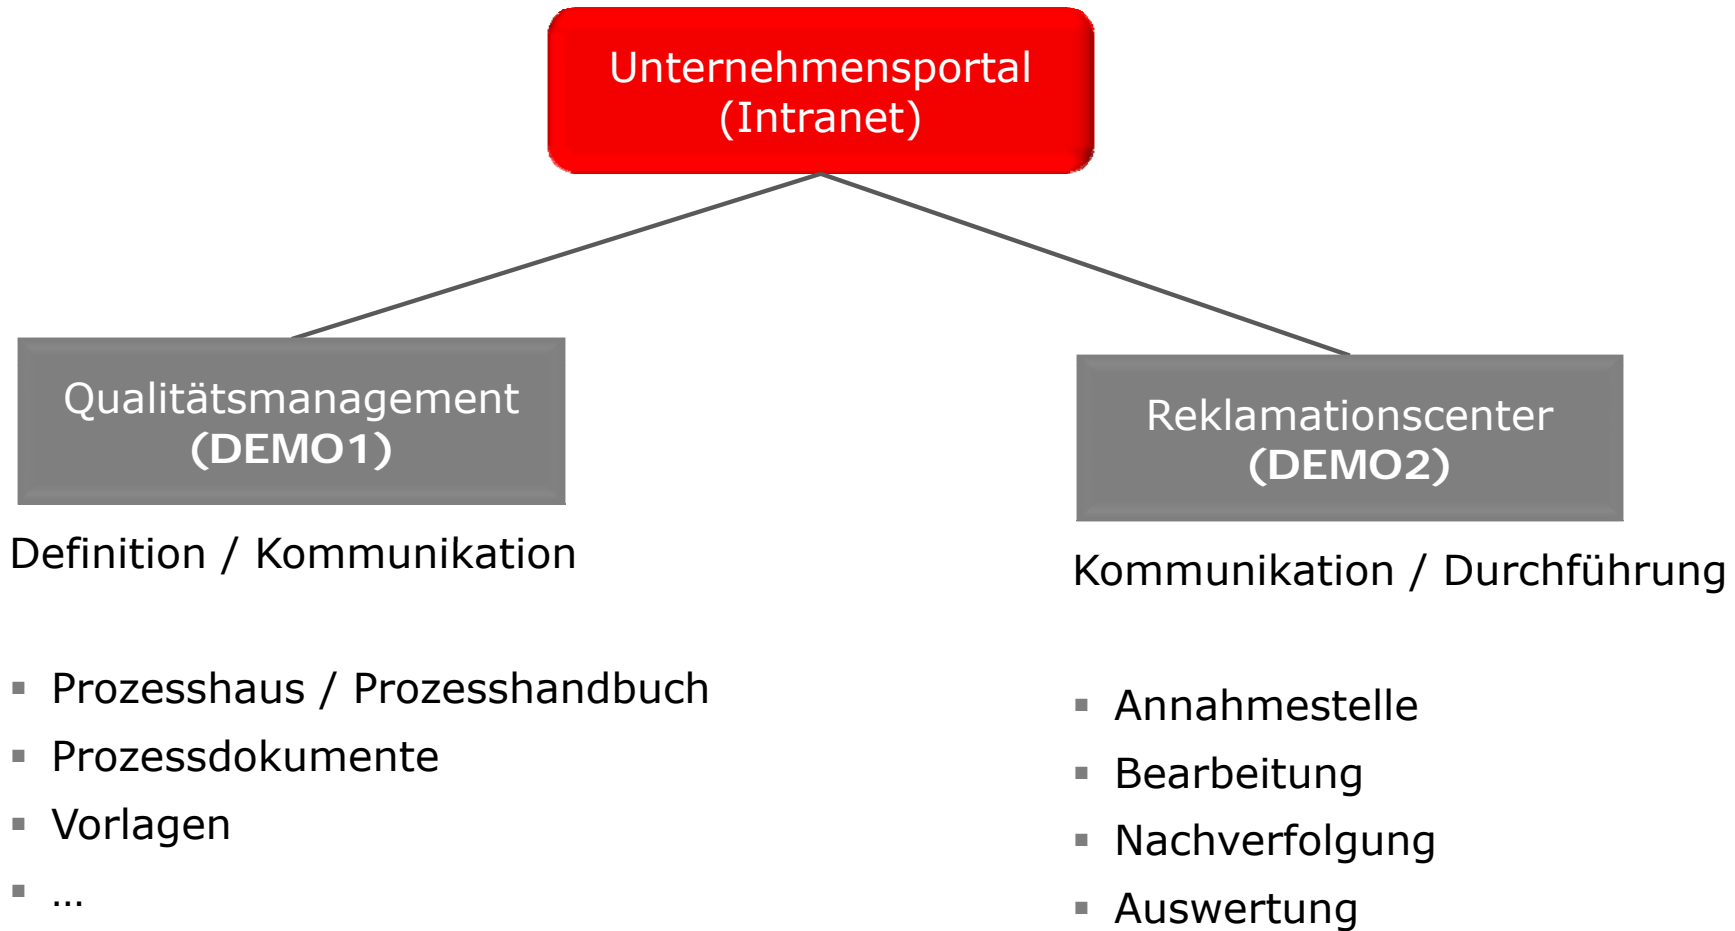 Unternehmensportal
(Intranet)
Qualitätsmanagement
(DEMO1)
Definition / Kommunikation
▪ Prozesshaus / Prozesshandbuch
▪ Prozessdokumente
▪ Vorlagen
▪ …
Reklamationscenter
(DEMO2)
Kommunikation / Durchführung
▪ Annahmestelle
▪ Bearbeitung
▪ Nachverfolgung
▪ Auswertung